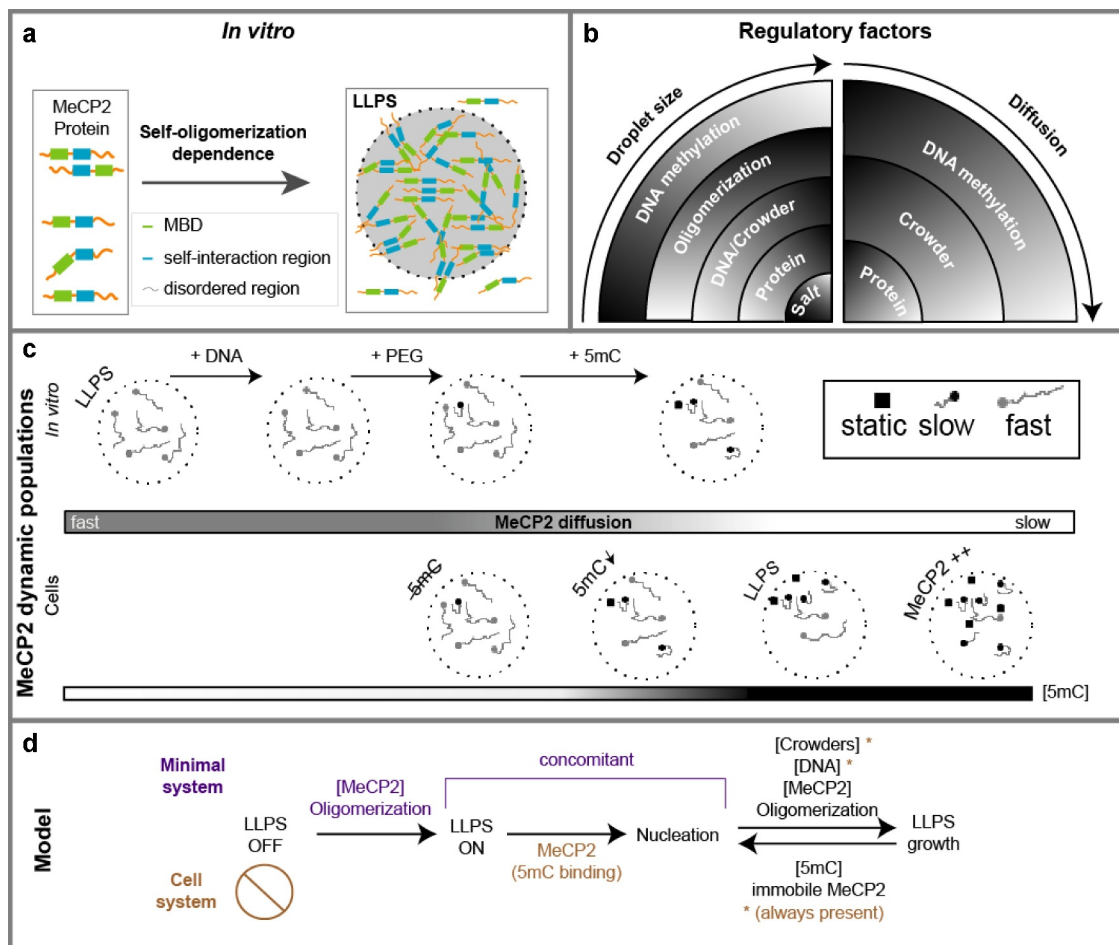 a
In vitro
MeCP2
Protein
Self-oligomerization
dependence
MBD
self-interaction region
disordered region
LLPS
b
Regulatory factors
Droplet size
DNA methylation
Oligomerization
DNA/Crowder
Protein
Salt
Diffusion
DNA methylation
Crowder
Protein
c
MeCP2 dynamic populations
In vitro
LLPS
+ DNA
+ PEG
+ 5mC
static slow fast
fast
MeCP2 diffusion
slow
Cells
5mC
5mC↓
LLPS
MeCP2 ++
[5mC]
d
Model
Minimal
system
Cell
system
LLPS
OFF
[MeCP2]
Oligomerization
LLPS
ON
concomitant
MeCP2
(5mC binding)
Nucleation
[Crowders] *
[DNA] *
[MeCP2]
Oligomerization
[5mC]
immobile MeCP2
* (always present)
LLPS
growth